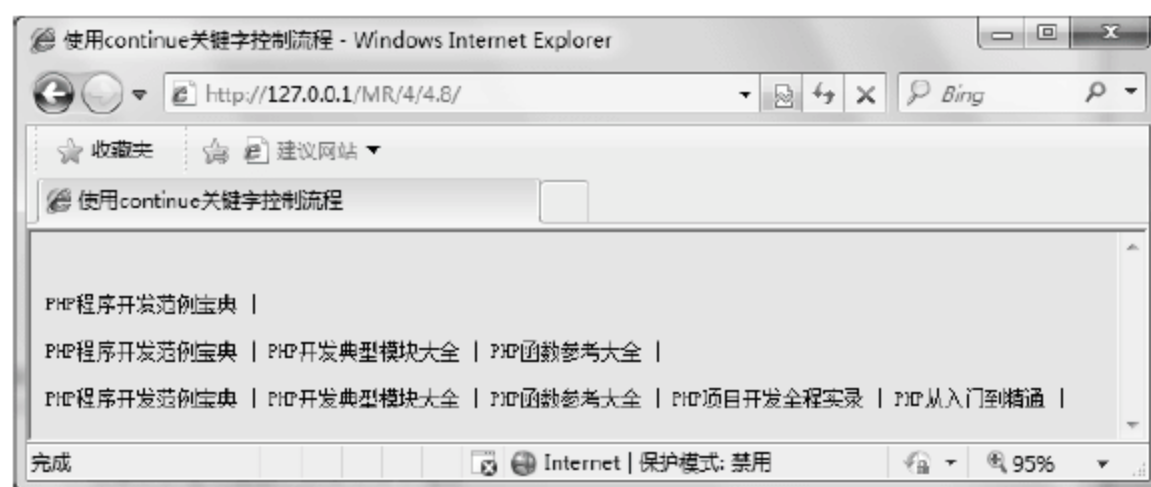 使用continue关键字控制流程 - Windows Internet Explorer
http://127.0.0.1/MR/4/4.8/ Bing
收藏夹 建议网站
使用continue关键字控制流程
PHP程序开发范例宝典 |
PHP程序开发范例宝典 | PHP开发典型模块大全 | PHP函数参考大全 |
PHP程序开发范例宝典 | PHP开发典型模块大全 | PHP函数参考大全 | PHP项目开发全程实录 | PHP从入门到精通 |
完成 Internet | 保护模式: 禁用 95%